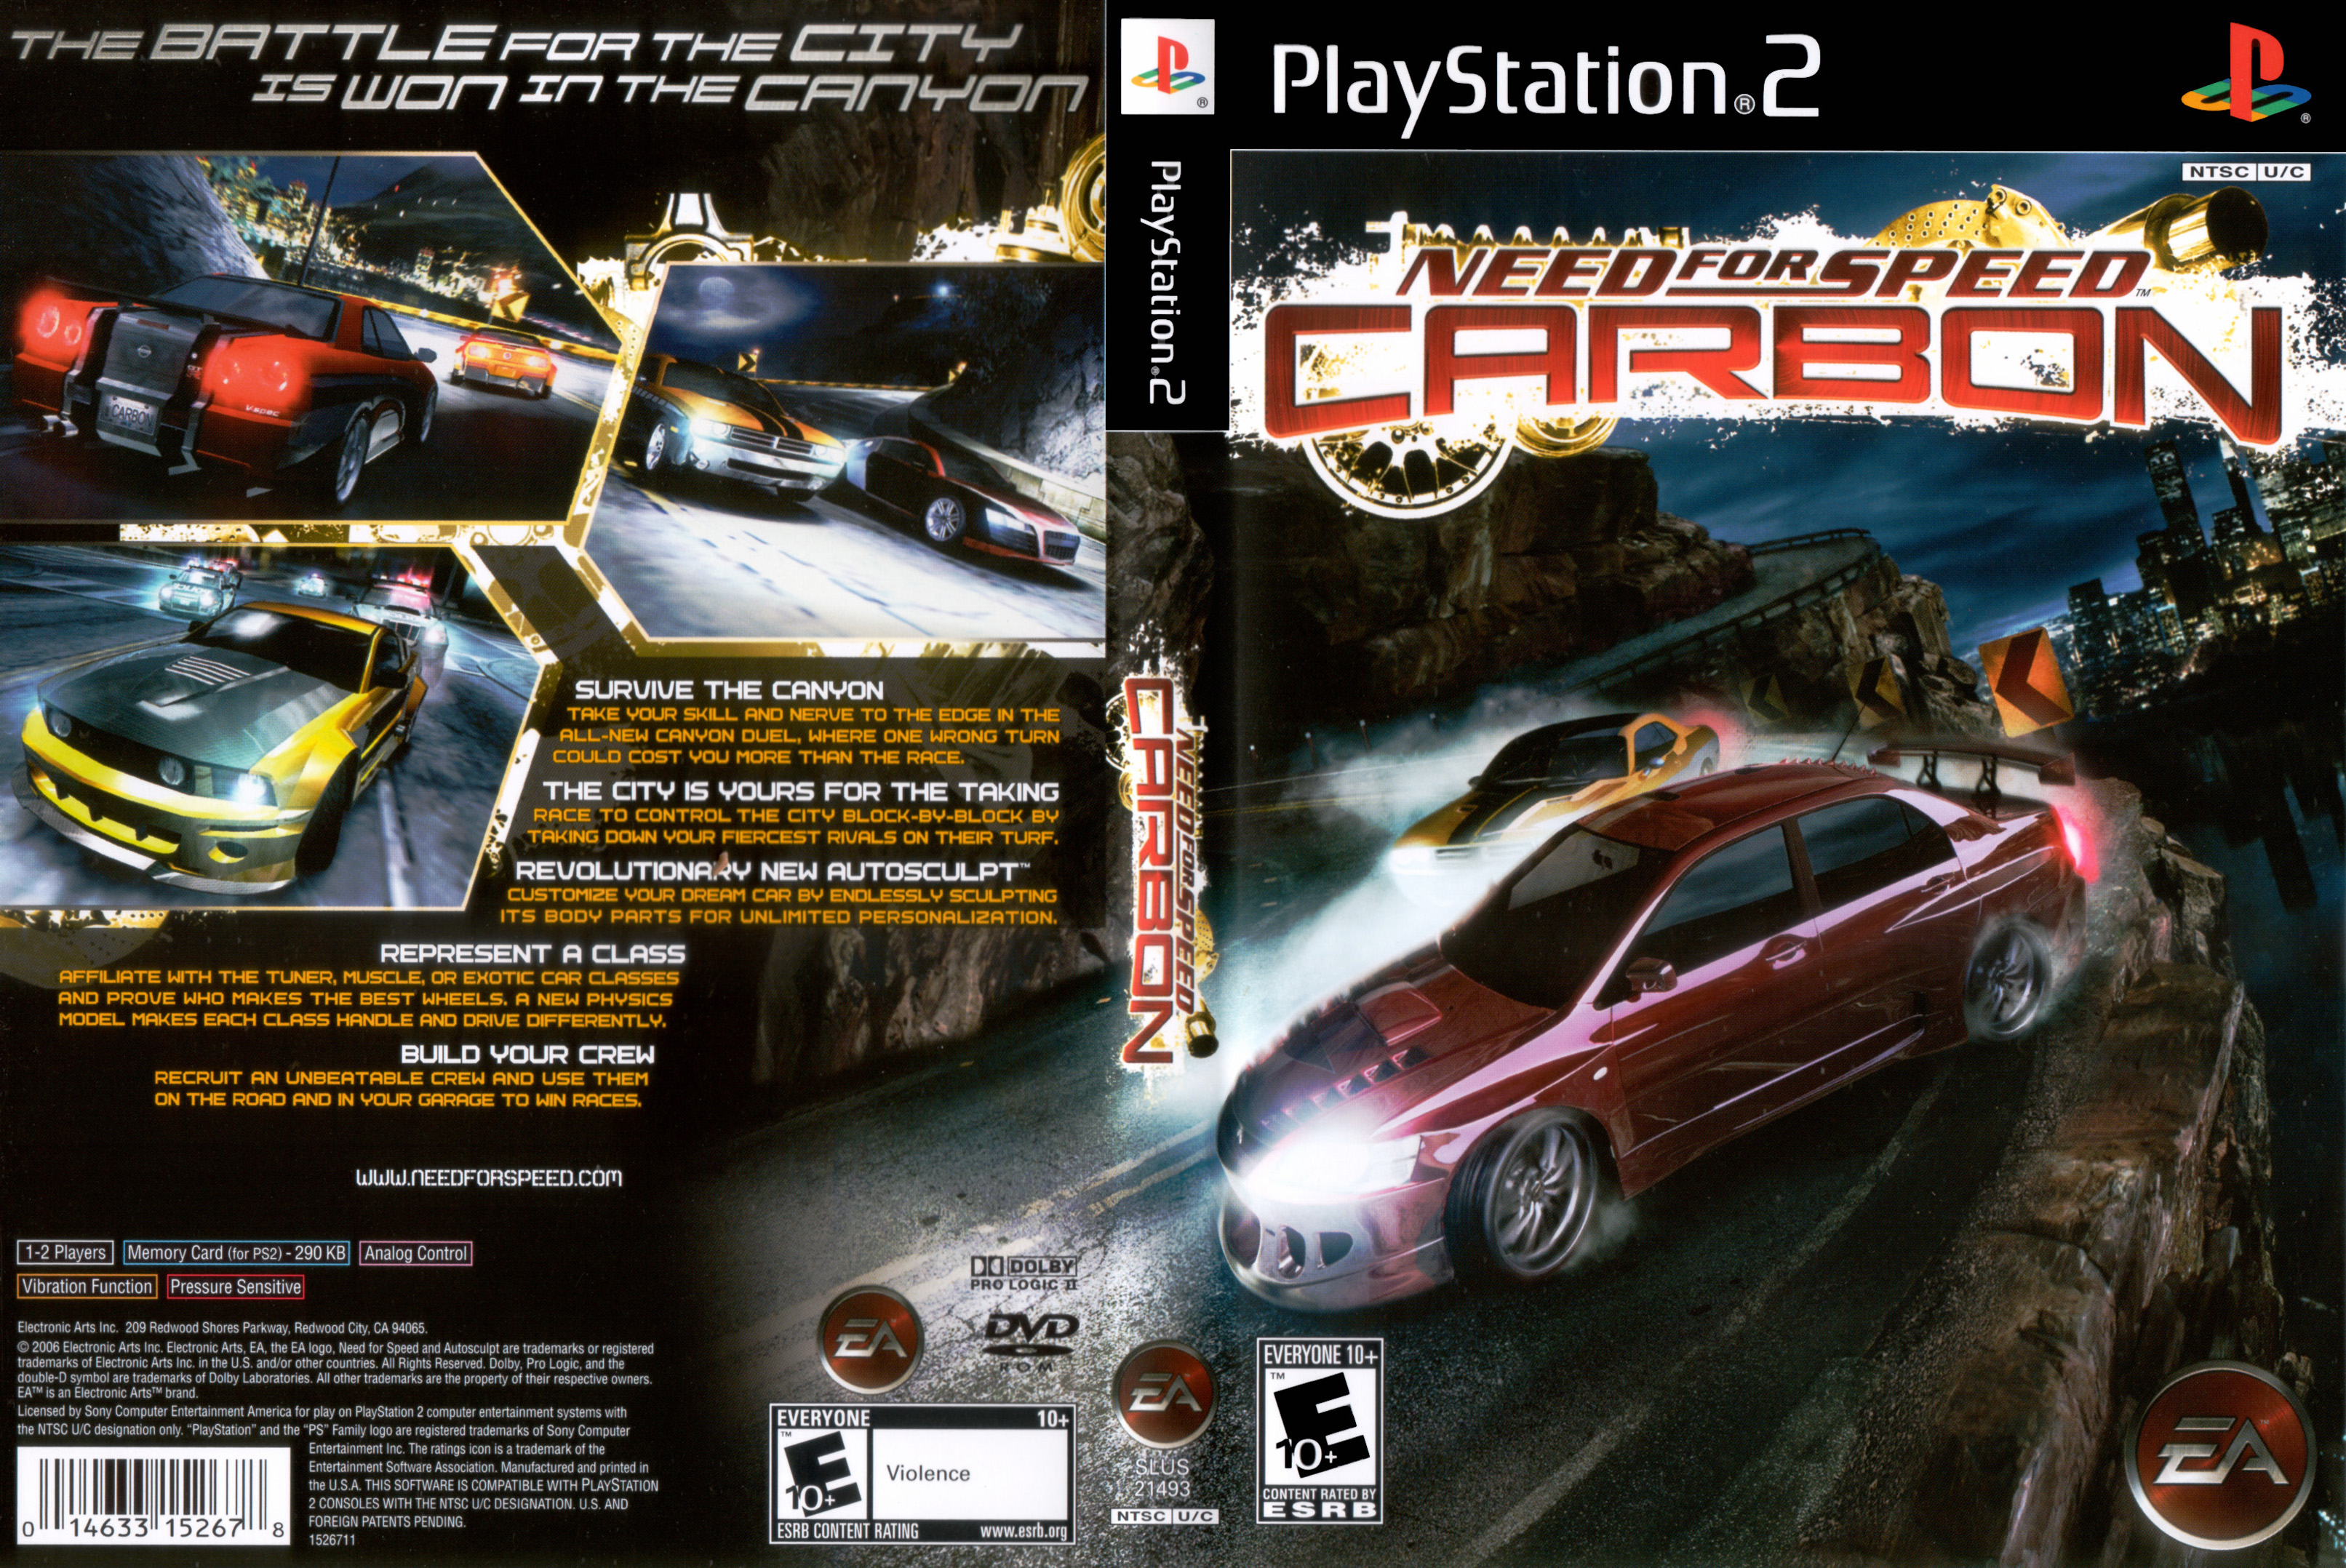 THE BATTLE FOR THE CITY
IS WON IN THE CANYON
CARBON
V·spec
SURVIVE THE CANYON
TAKE YOUR SKILL AND NERVE TO THE EDGE IN THE
ALL-NEW CANYON DUEL, WHERE ONE WRONG TURN
COULD COST YOU MORE THAN THE RACE.
THE CITY IS YOURS FOR THE TAKING
RACE TO CONTROL THE CITY BLOCK-BY-BLOCK BY
TAKING DOWN YOUR FIERCEST RIVALS ON THEIR TURF.
REVOLUTIONARY NEW AUTOSCULPT™
CUSTOMIZE YOUR DREAM CAR BY ENDLESSLY SCULPTING
ITS BODY PARTS FOR UNLIMITED PERSONALIZATION.
REPRESENT A CLASS
AFFILIATE WITH THE TUNER, MUSCLE, OR EXOTIC CAR CLASSES
AND PROVE WHO MAKES THE BEST WHEELS. A NEW PHYSICS
MODEL MAKES EACH CLASS HANDLE AND DRIVE DIFFERENTLY.
BUILD YOUR CREW
RECRUIT AN UNBEATABLE CREW AND USE THEM
ON THE ROAD AND IN YOUR GARAGE TO WIN RACES.
WWW.NEEDFORSPEED.COM
1-2 Players
Memory Card (for PS2) - 290 KB
Analog Control
Vibration Function
Pressure Sensitive
Electronic Arts Inc. 209 Redwood Shores Parkway, Redwood City, CA 94065.
© 2006 Electronic Arts Inc. Electronic Arts, EA, the EA logo, Need for Speed and Autosculpt are trademarks or registered
trademarks of Electronic Arts Inc. in the U.S. and/or other countries. All Rights Reserved. Dolby, Pro Logic, and the
double-D symbol are trademarks of Dolby Laboratories. All other trademarks are the property of their respective owners.
EA™ is an Electronic Arts™ brand.
Licensed by Sony Computer Entertainment America for play on PlayStation 2 computer entertainment systems with
the NTSC U/C designation only. “PlayStation” and the “PS” Family logo are registered trademarks of Sony Computer
Entertainment Inc. The ratings icon is a trademark of the
Entertainment Software Association. Manufactured and printed in
the U.S.A. THIS SOFTWARE IS COMPATIBLE WITH PLAYSTATION
2 CONSOLES WITH THE NTSC U/C DESIGNATION. U.S. AND
FOREIGN PATENTS PENDING.
1526711
0 14633 15267 8
DOLBY
PRO LOGIC II
EA
DVD
ROM
EVERYONE 10+
™
E
10+
Violence
ESRB CONTENT RATING www.esrb.org
®
PlayStation®2
NEED FOR SPEED
CARBON
EA
SLUS
21493
NTSC U/C
PlayStation®2
®
NTSC U/C
NEED FOR SPEED™
CARBON
EVERYONE 10+
™
E
10+
CONTENT RATED BY
ESRB
EA™